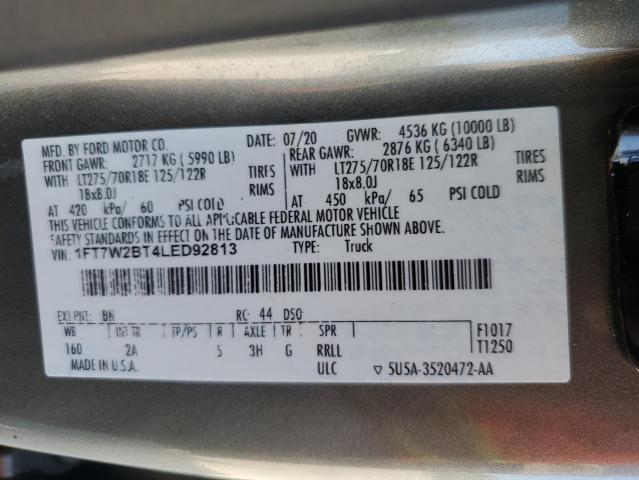 MFD. BY FORD MOTOR CO. DATE: 07/20 GVWR: 4536 KG (10000 LB)
FRONT GAWR: 2717 KG (5990 LB) REAR GAWR: 2876 KG (6340 LB)
WITH LT275/70R18E 125/122R TIRES WITH LT275/70R18E 125/122R TIRES
18x8.0J RIMS 18x8.0J RIMS
AT 420 kPa/ 60 PSI COLD AT 450 kPa/ 65 PSI COLD
THIS VEHICLE CONFORMS TO ALL APPLICABLE FEDERAL MOTOR VEHICLE
SAFETY STANDARDS IN EFFECT ON THE DATE OF MANUFACTURE SHOWN ABOVE.
VIN: 1FT7W2BT4LED92813 TYPE: Truck
EXT PNT: BN RC: 44 DSO
WB INT TR TP/PS R AXLE TR SPR F1017
160 2A 5 3H G RRLL T1250
MADE IN U.S.A. ULC ▽ 5U5A-3520472-AA